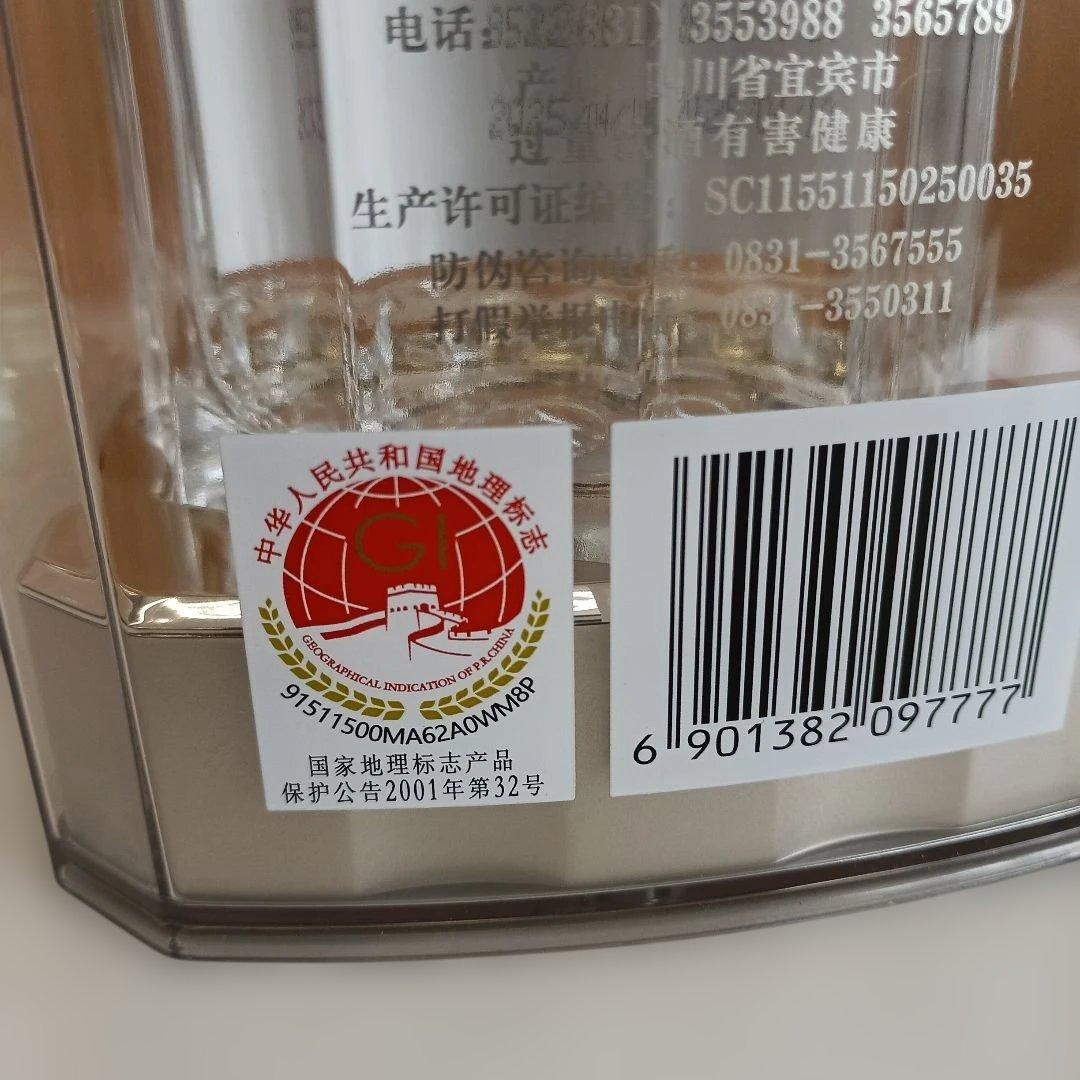 电话: 3553988 3565789
产 川省宜宾市
过量 酒有害健康
生产许可证编号: SC11551150250035
防伪咨询电话: 0831-3567555
打假举报电话: 0831-3550311
中华人民共和国地理标志
GI
GEOGRAPHICAL INDICATION OF P.R.CHINA
91511500MA62A0WM8P
国家地理标志产品
保护公告2001年第32号
6 901382 097777